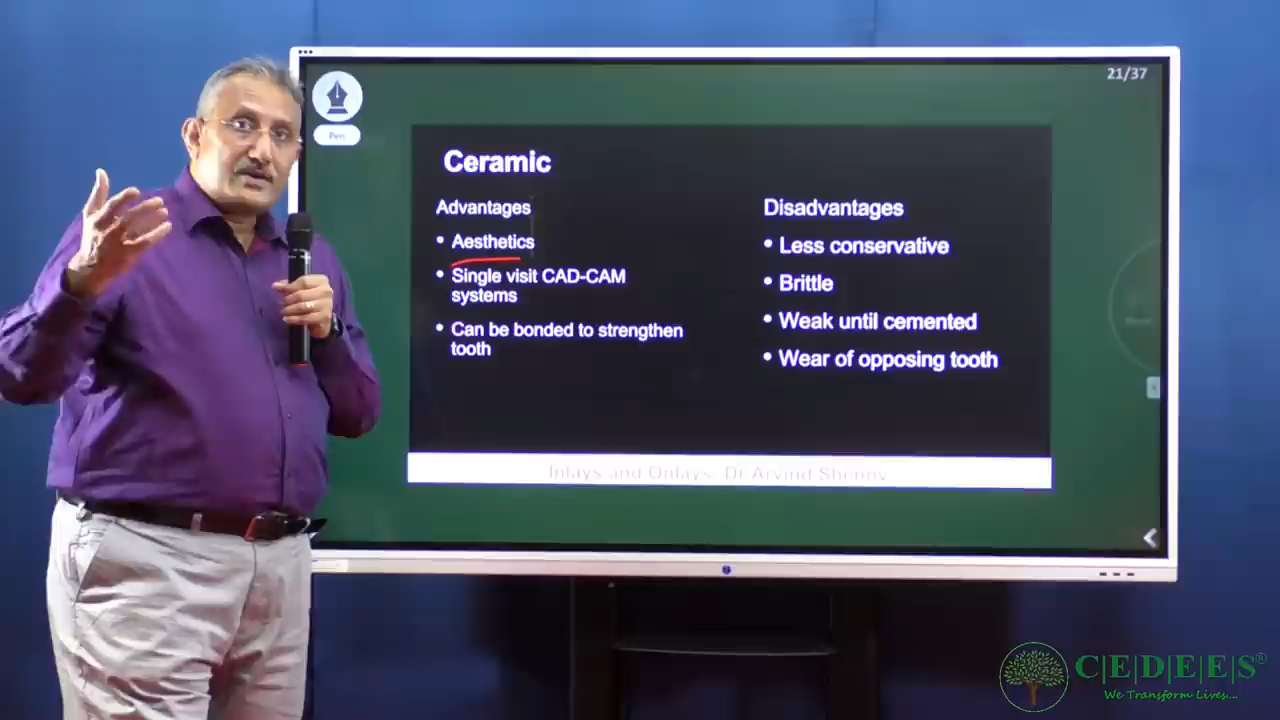 21/37
Pen
Ceramic
Advantages
• Aesthetics
• Single visit CAD-CAM
systems
• Can be bonded to strengthen
tooth
Disadvantages
• Less conservative
• Brittle
• Weak until cemented
• Wear of opposing tooth
Inlays and Onlays- Dr Arvind Shenoy
C|E|D|E|E|S®
We Transform Lives...